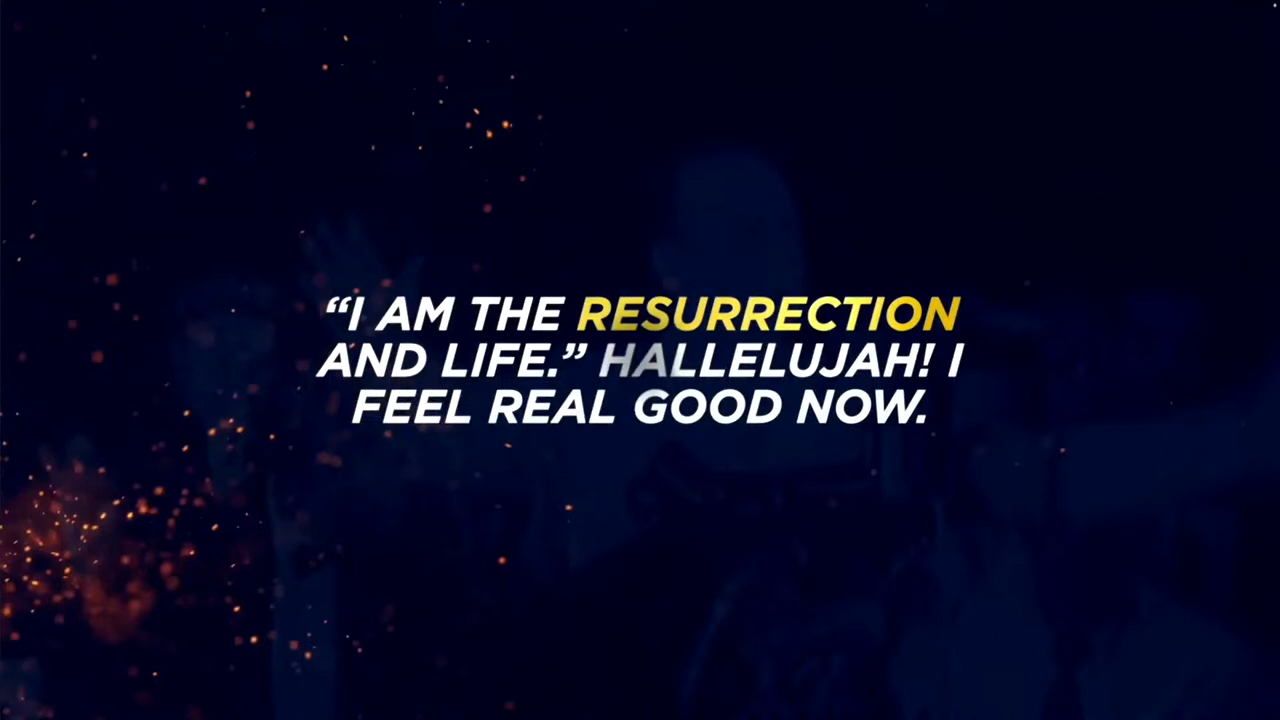 “I AM THE RESURRECTION
AND LIFE.” HALLELUJAH! I
FEEL REAL GOOD NOW.